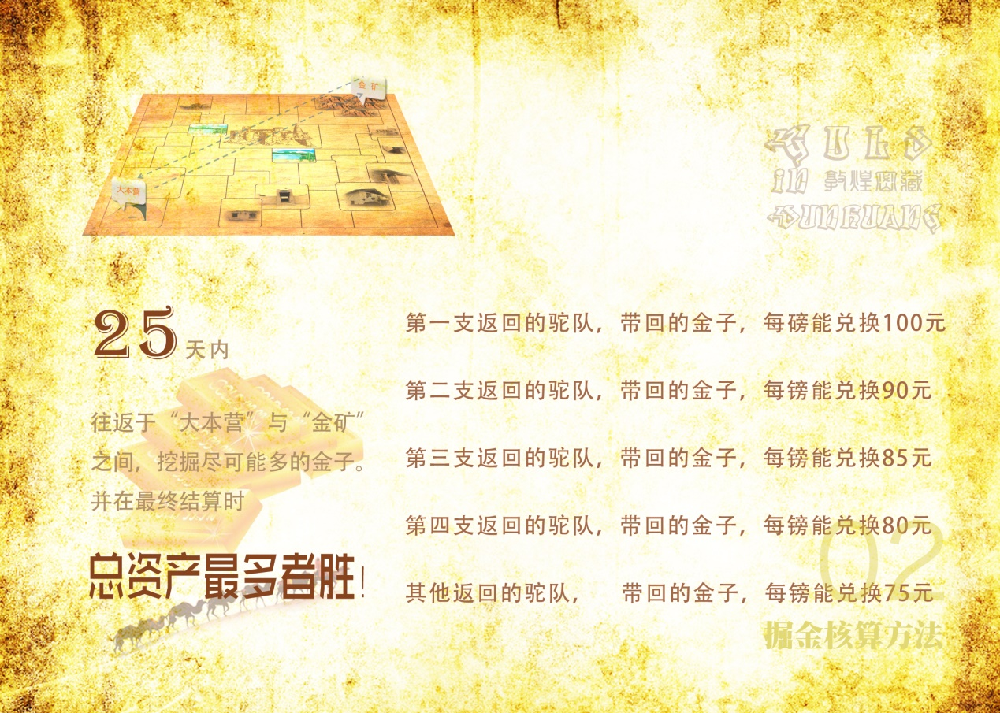 金 矿
大本营
GULD
IN 敦煌囧藏
DUNHUANG
25天内
往返于“大本营”与“金矿”
之间，挖掘尽可能多的金子。
并在最终结算时
总资产最多者胜！
第一支返回的驼队，带回的金子，每磅能兑换100元
第二支返回的驼队，带回的金子，每镑能兑换90元
第三支返回的驼队，带回的金子，每镑能兑换85元
第四支返回的驼队，带回的金子，每镑能兑换80元
其他返回的驼队， 带回的金子，每镑能兑换75元
02
掘金核算方法